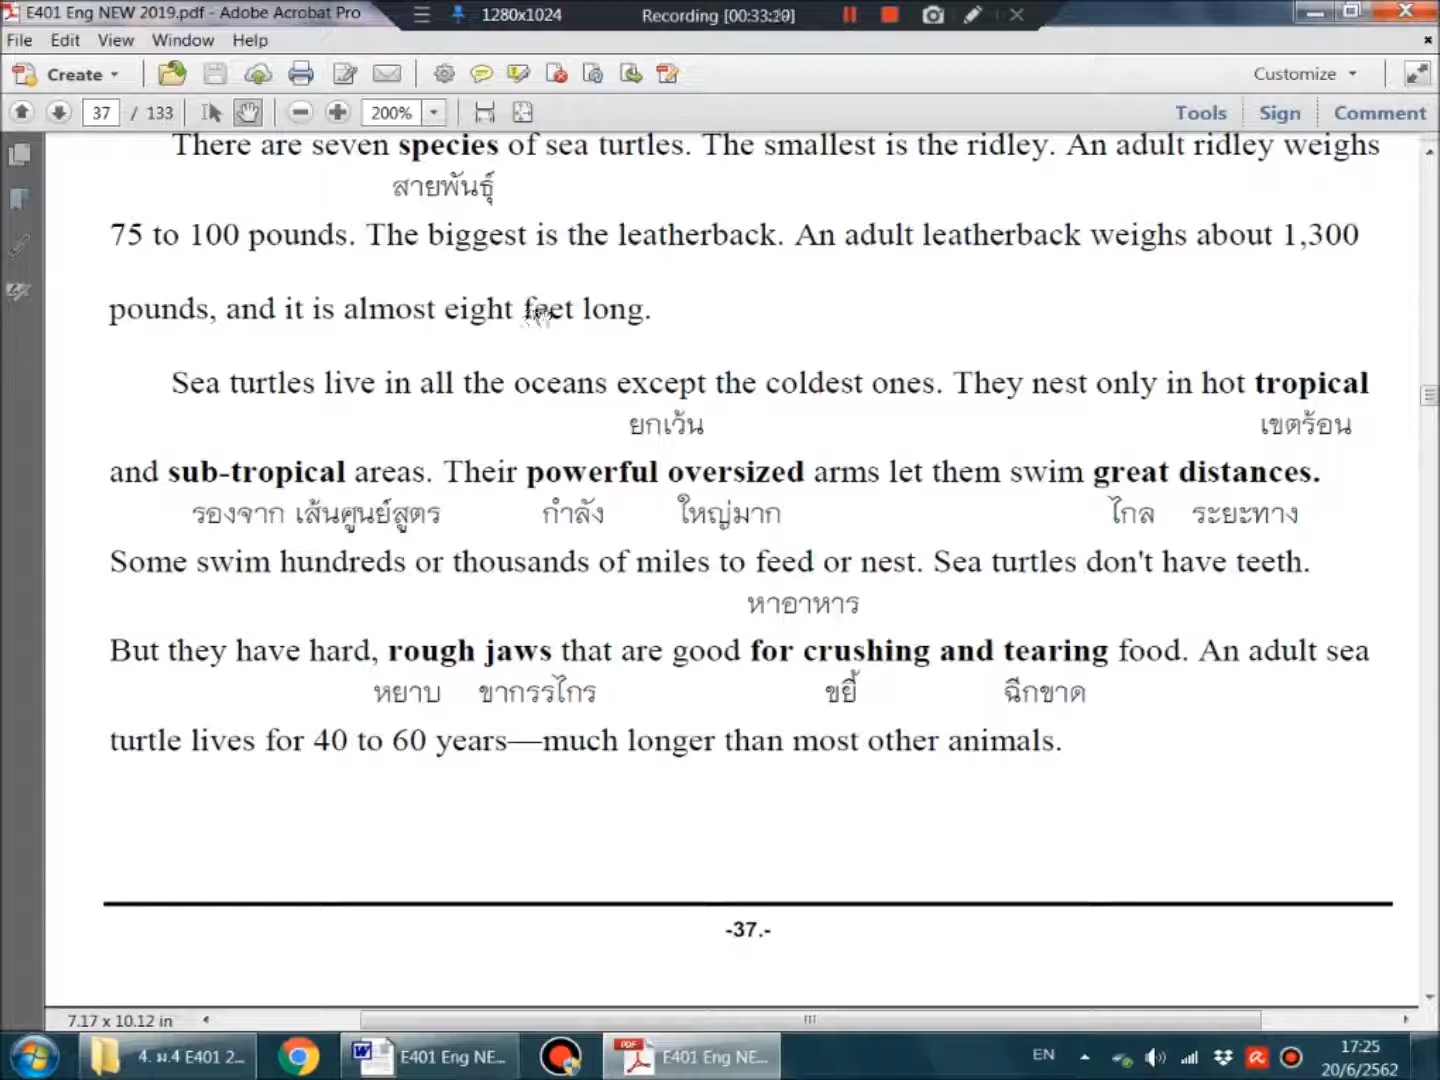 E401 Eng NEW 2019.pdf - Adobe Acrobat Pro
1280x1024
Recording [00:33:20]
File Edit View Window Help
Create
Customize
37 / 133
200%
Tools Sign Comment
There are seven species of sea turtles. The smallest is the ridley. An adult ridley weighs
สายพันธุ์
75 to 100 pounds. The biggest is the leatherback. An adult leatherback weighs about 1,300
pounds, and it is almost eight feet long.
Sea turtles live in all the oceans except the coldest ones. They nest only in hot tropical
ยกเว้น เขตร้อน
and sub-tropical areas. Their powerful oversized arms let them swim great distances.
รองจาก เส้นศูนย์สูตร กำลัง ใหญ่มาก ไกล ระยะทาง
Some swim hundreds or thousands of miles to feed or nest. Sea turtles don't have teeth.
หาอาหาร
But they have hard, rough jaws that are good for crushing and tearing food. An adult sea
หยาบ ขากรรไกร ขยี้ ฉีกขาด
turtle lives for 40 to 60 years—much longer than most other animals.
-37.-
7.17 x 10.12 in
4. ม.4 E401 2...
E401 Eng NE...
E401 Eng NE...
EN
17:25
20/6/2562